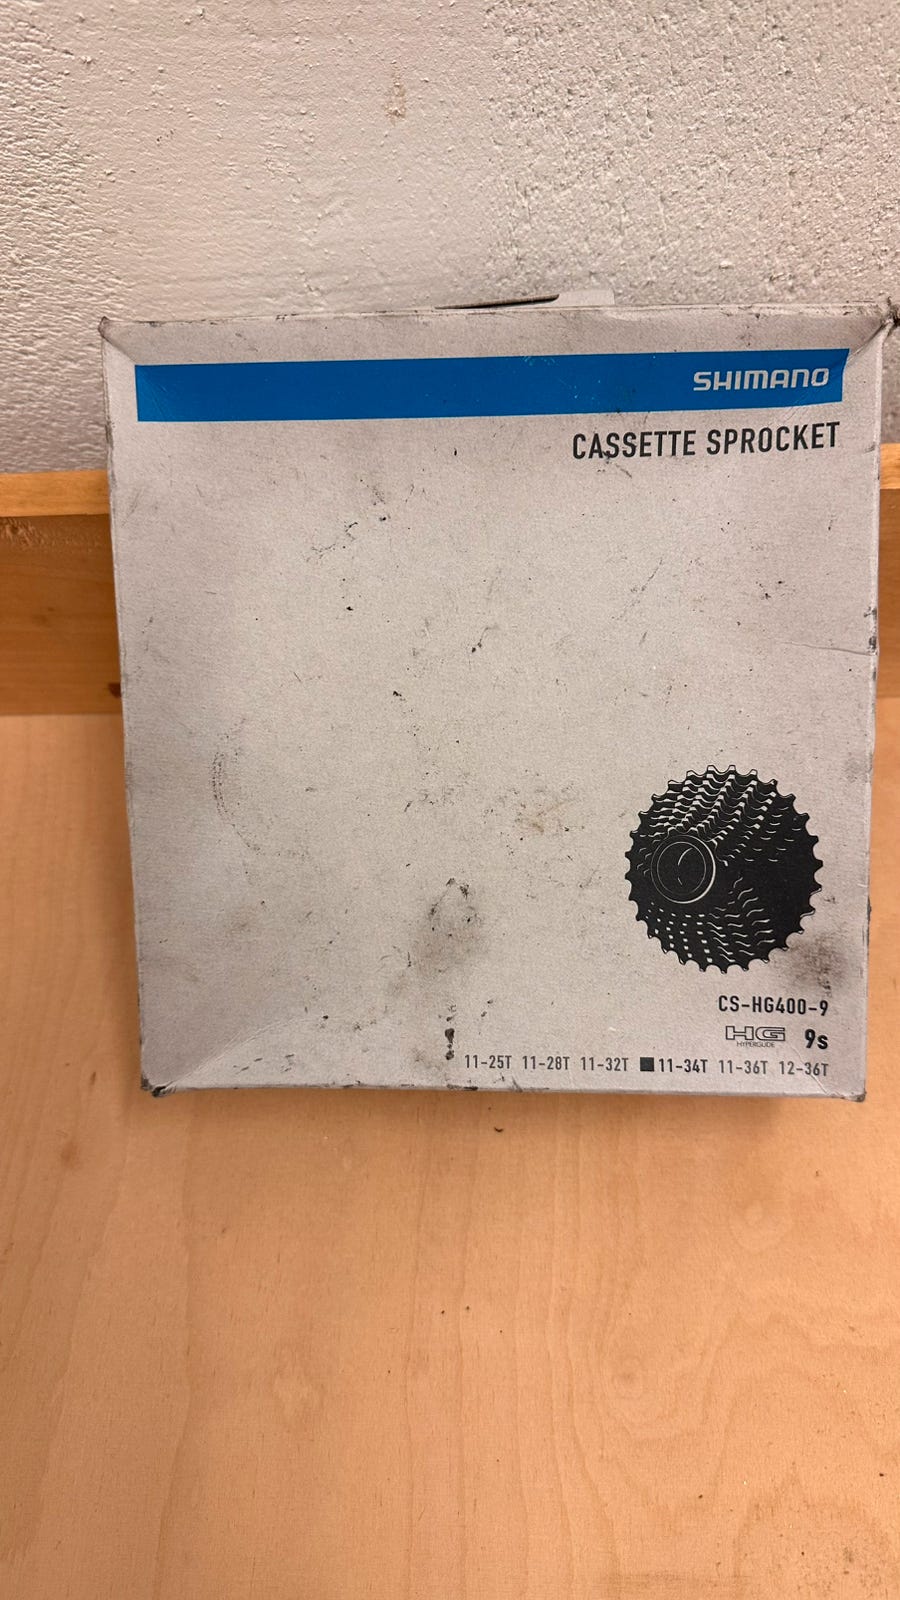 SHIMANO
CASSETTE SPROCKET
CS-HG400-9
HG 9s
HYPERGLIDE
11-25T 11-28T 11-32T ■11-34T 11-36T 12-36T